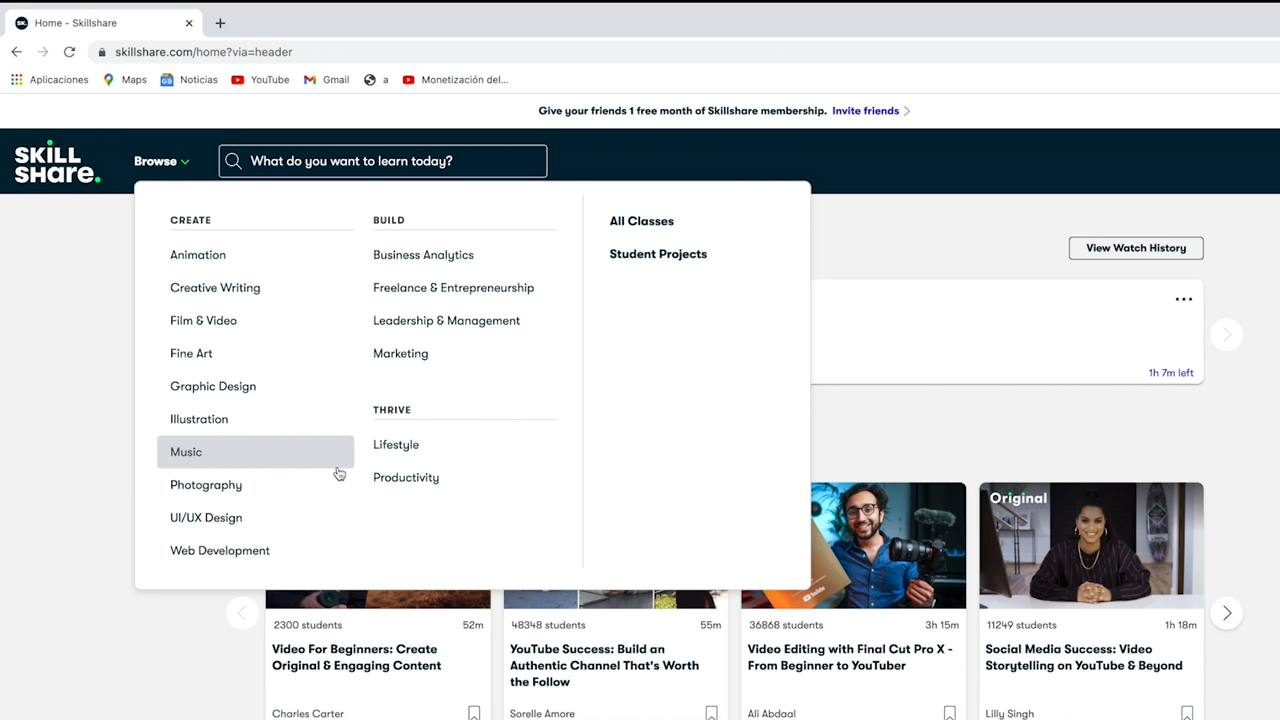 SK.
Home - Skillshare
skillshare.com/home?via=header
Aplicaciones
Maps
Noticias
YouTube
Gmail
a
Monetización del...
Give your friends 1 free month of Skillshare membership. Invite friends
SKILL
SHARE.
Browse
What do you want to learn today?
CREATE
Animation
Creative Writing
Film & Video
Fine Art
Graphic Design
Illustration
Music
Photography
UI/UX Design
Web Development
BUILD
Business Analytics
Freelance & Entrepreneurship
Leadership & Management
Marketing
THRIVE
Lifestyle
Productivity
All Classes
Student Projects
View Watch History
1h 7m left
2300 students 52m
Video For Beginners: Create
Original & Engaging Content
Charles Carter
48348 students 55m
YouTube Success: Build an
Authentic Channel That's Worth
the Follow
Sorelle Amore
YouTube
36868 students 3h 15m
Video Editing with Final Cut Pro X -
From Beginner to YouTuber
Ali Abdaal
Original
11249 students 1h 18m
Social Media Success: Video
Storytelling on YouTube & Beyond
Lilly Singh